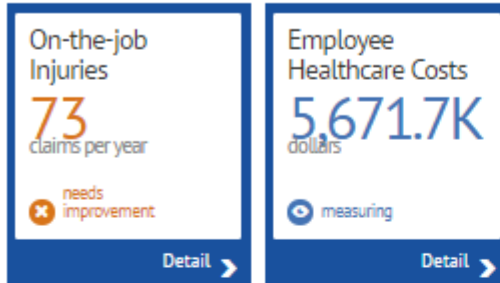 On-the-job
Injuries
73
claims per year
needs
improvement
Detail
Employee
Healthcare Costs
5,671.7K
dollars
measuring
Detail